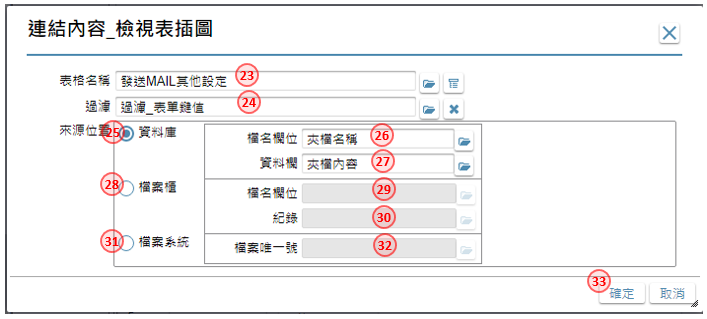 連結內容_檢視表插圖
表格名稱 發送MAIL其他設定 23
過濾 過濾_表單鍵值 24
來源位置 25 資料庫
檔名欄位 夾檔名稱 26
資料欄 夾檔內容 27
28 檔案櫃
檔名欄位 29
紀錄 30
31 檔案系統
檔案唯一號 32
33
確定 取消